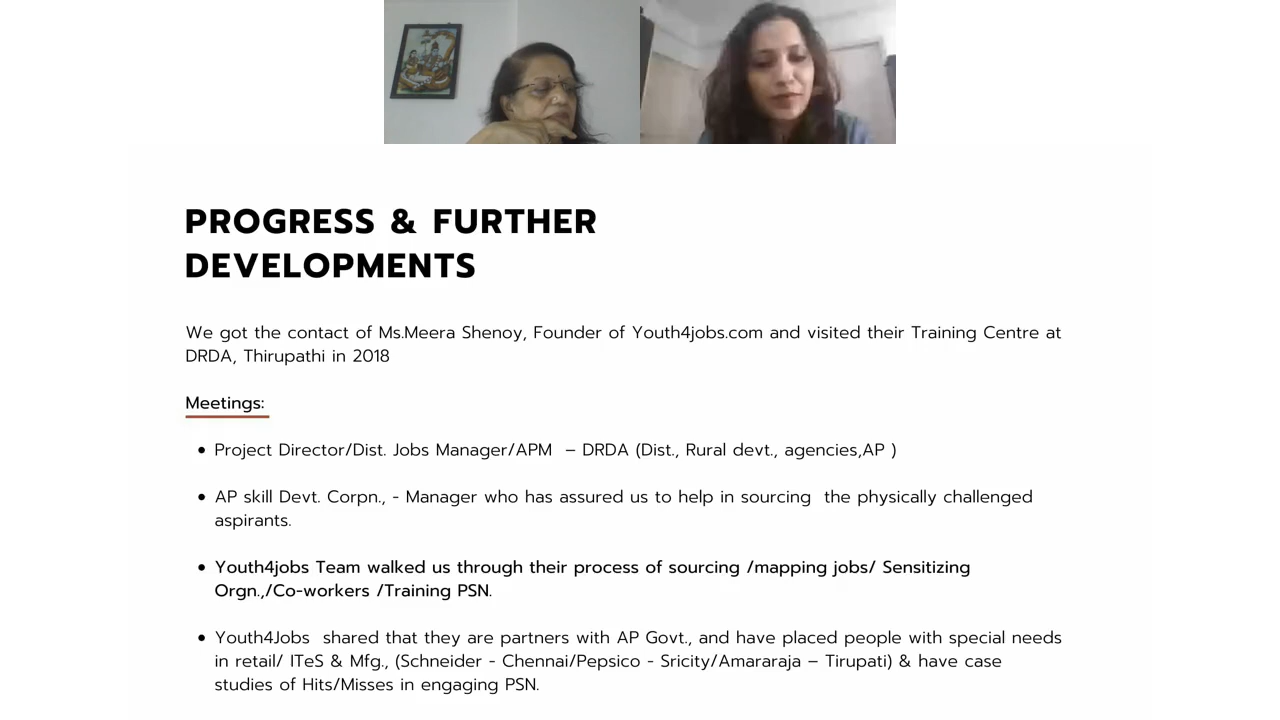 PROGRESS & FURTHER
DEVELOPMENTS
We got the contact of Ms.Meera Shenoy, Founder of Youth4jobs.com and visited their Training Centre at
DRDA, Thirupathi in 2018
Meetings:
• Project Director/Dist. Jobs Manager/APM – DRDA (Dist., Rural devt., agencies,AP )
• AP skill Devt. Corpn., - Manager who has assured us to help in sourcing the physically challenged
aspirants.
• Youth4jobs Team walked us through their process of sourcing /mapping jobs/ Sensitizing
Orgn.,/Co-workers /Training PSN.
• Youth4Jobs shared that they are partners with AP Govt., and have placed people with special needs
in retail/ ITeS & Mfg., (Schneider - Chennai/Pepsico - Sricity/Amararaja – Tirupati) & have case
studies of Hits/Misses in engaging PSN.